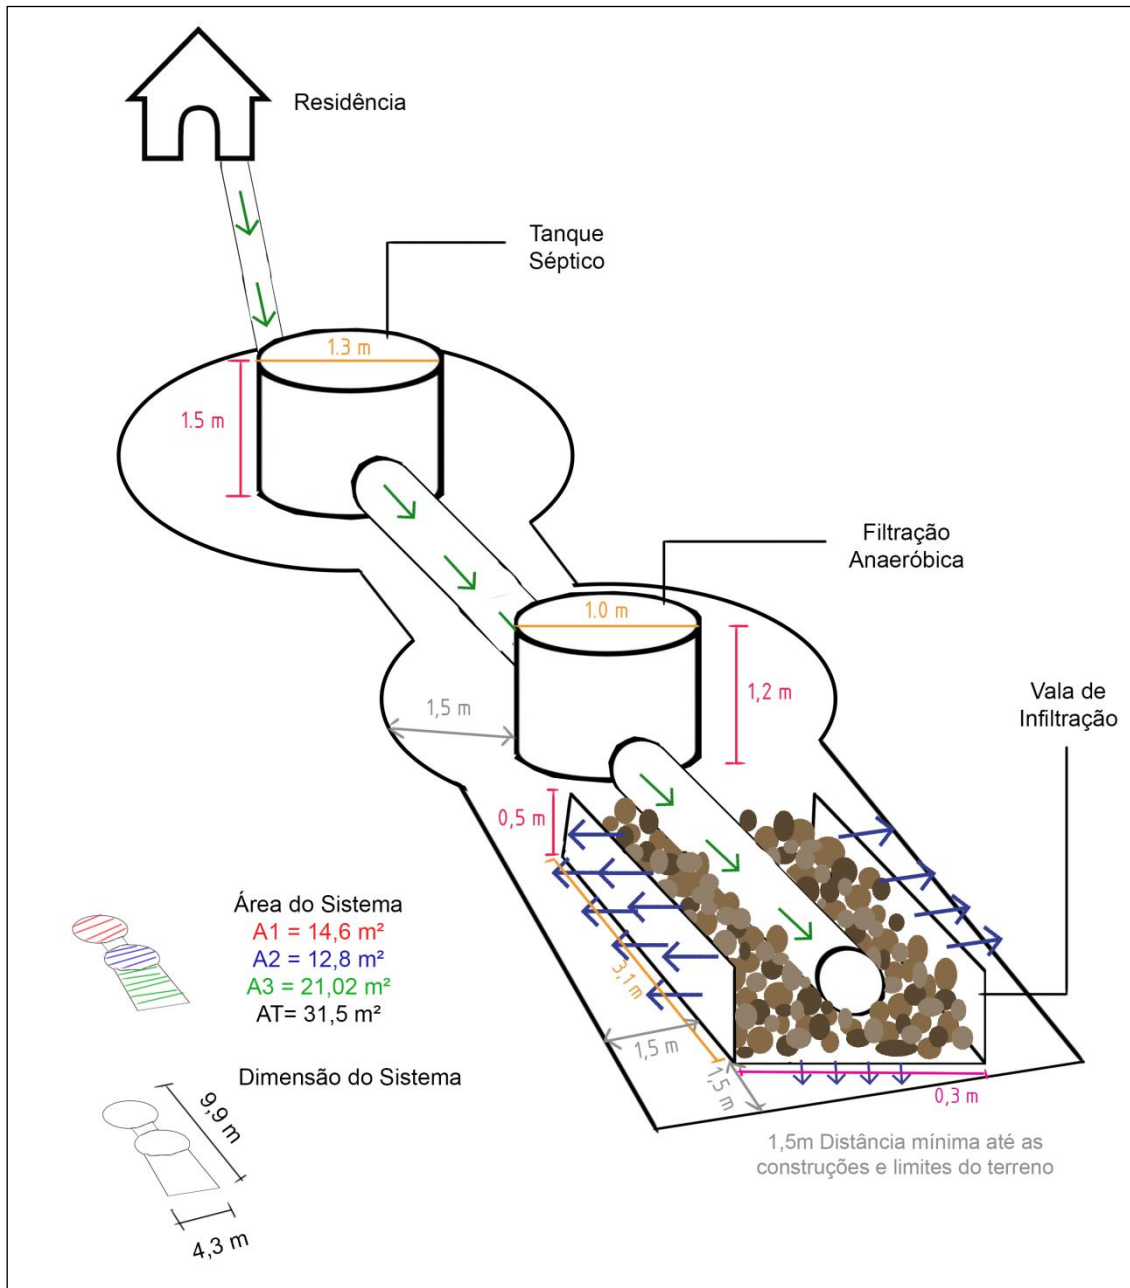 Residência
Tanque
Séptico
1.3 m
1.5 m
Filtração
Anaeróbica
1.0 m
1,2 m
1,5 m
Vala de
Infiltração
0,5 m
3,1m
1,5 m
1,5 m
0,3 m
1,5m Distância mínima até as
construções e limites do terreno
Área do Sistema
A1 = 14,6 m²
A2 = 12,8 m²
A3 = 21,02 m²
AT= 31,5 m²
Dimensão do Sistema
9,9 m
4,3 m